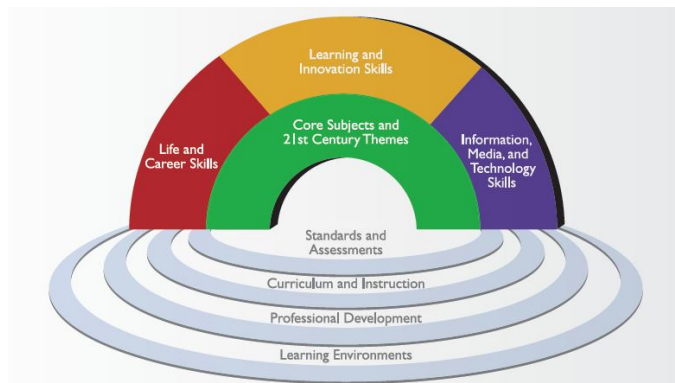 Learning and
Innovation Skills
Core Subjects and
21st Century Themes
Life and
Career Skills
Information,
Media, and
Technology
Skills
Standards and
Assessments
Curriculum and Instruction
Professional Development
Learning Environments